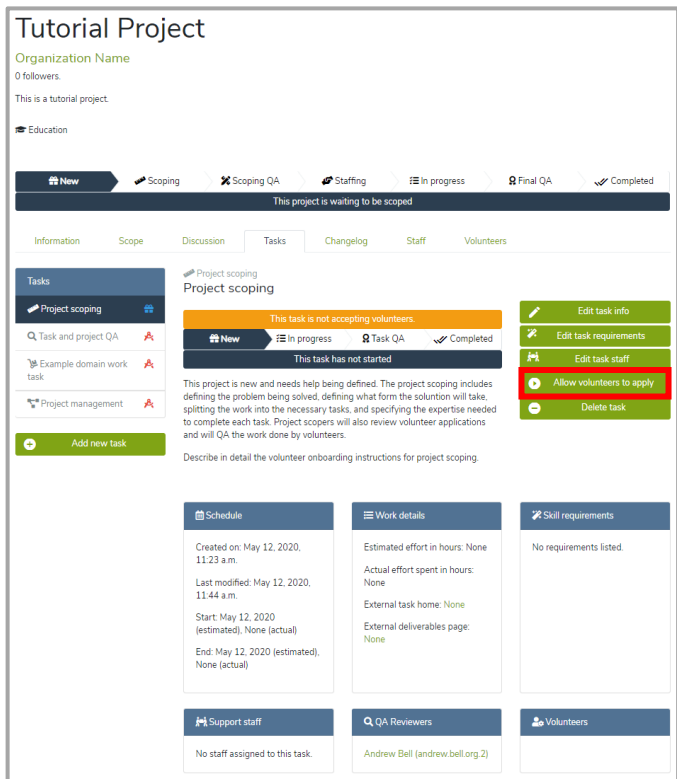 Tutorial Project
Organization Name
0 followers.
This is a tutorial project.
Education
New
Scoping
Scoping QA
Staffing
In progress
Final QA
Completed
This project is waiting to be scoped
Information
Scope
Discussion
Tasks
Changelog
Staff
Volunteers
Tasks
Project scoping
Task and project QA
Example domain work
task
Project management
Add new task
Project scoping
Project scoping
This task is not accepting volunteers.
New
In progress
Task QA
Completed
This task has not started
This project is new and needs help being defined. The project scoping includes
defining the problem being solved, defining what form the solution will take,
splitting the work into the necessary tasks, and specifying the expertise needed
to complete each task. Project scopers will also review volunteer applications
and will QA the work done by volunteers.
Describe in detail the volunteer onboarding instructions for project scoping.
Edit task info
Edit task requirements
Edit task staff
Allow volunteers to apply
Delete task
Schedule
Created on: May 12, 2020,
11:23 a.m.
Last modified: May 12, 2020,
11:44 a.m.
Start: May 12, 2020
(estimated), None (actual)
End: May 12, 2020 (estimated),
None (actual)
Work details
Estimated effort in hours: None
Actual effort spent in hours:
None
External task home: None
External deliverables page:
None
Skill requirements
No requirements listed.
Support staff
No staff assigned to this task.
QA Reviewers
Andrew Bell (andrew.bell.org.2)
Volunteers